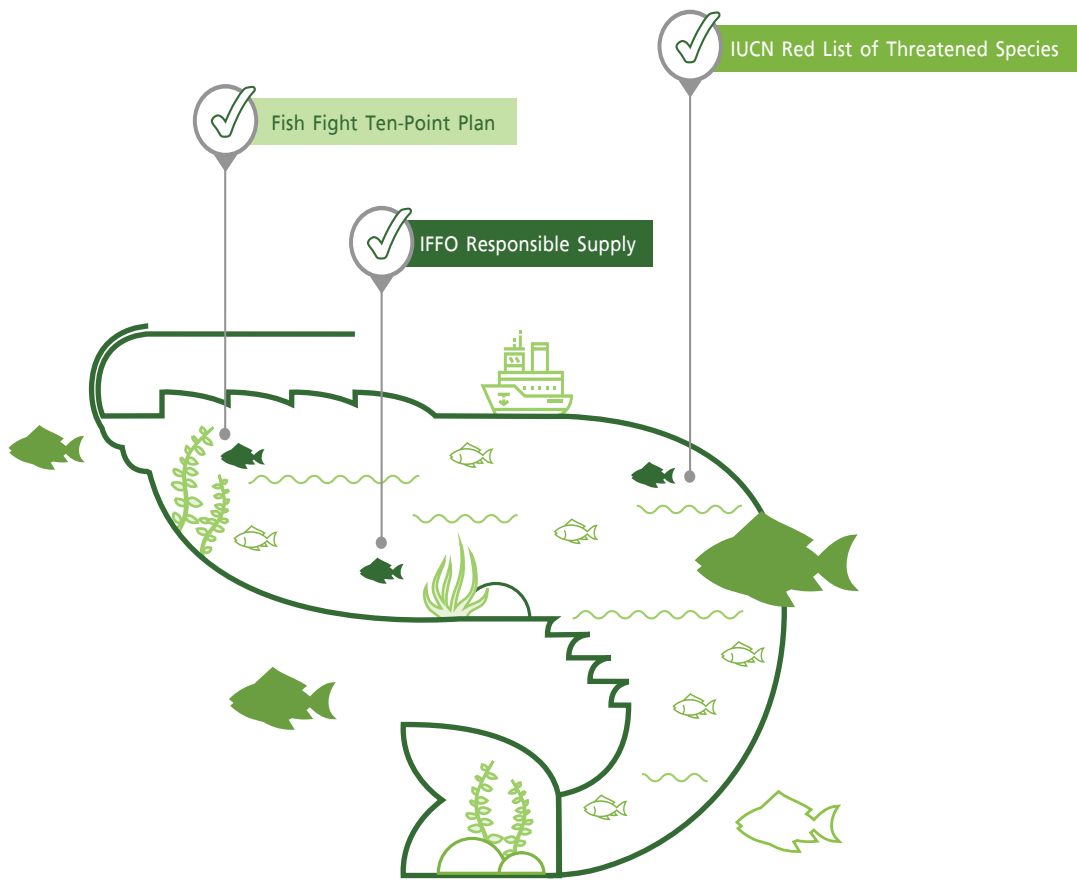 IUCN Red List of Threatened Species
Fish Fight Ten-Point Plan
IFFO Responsible Supply